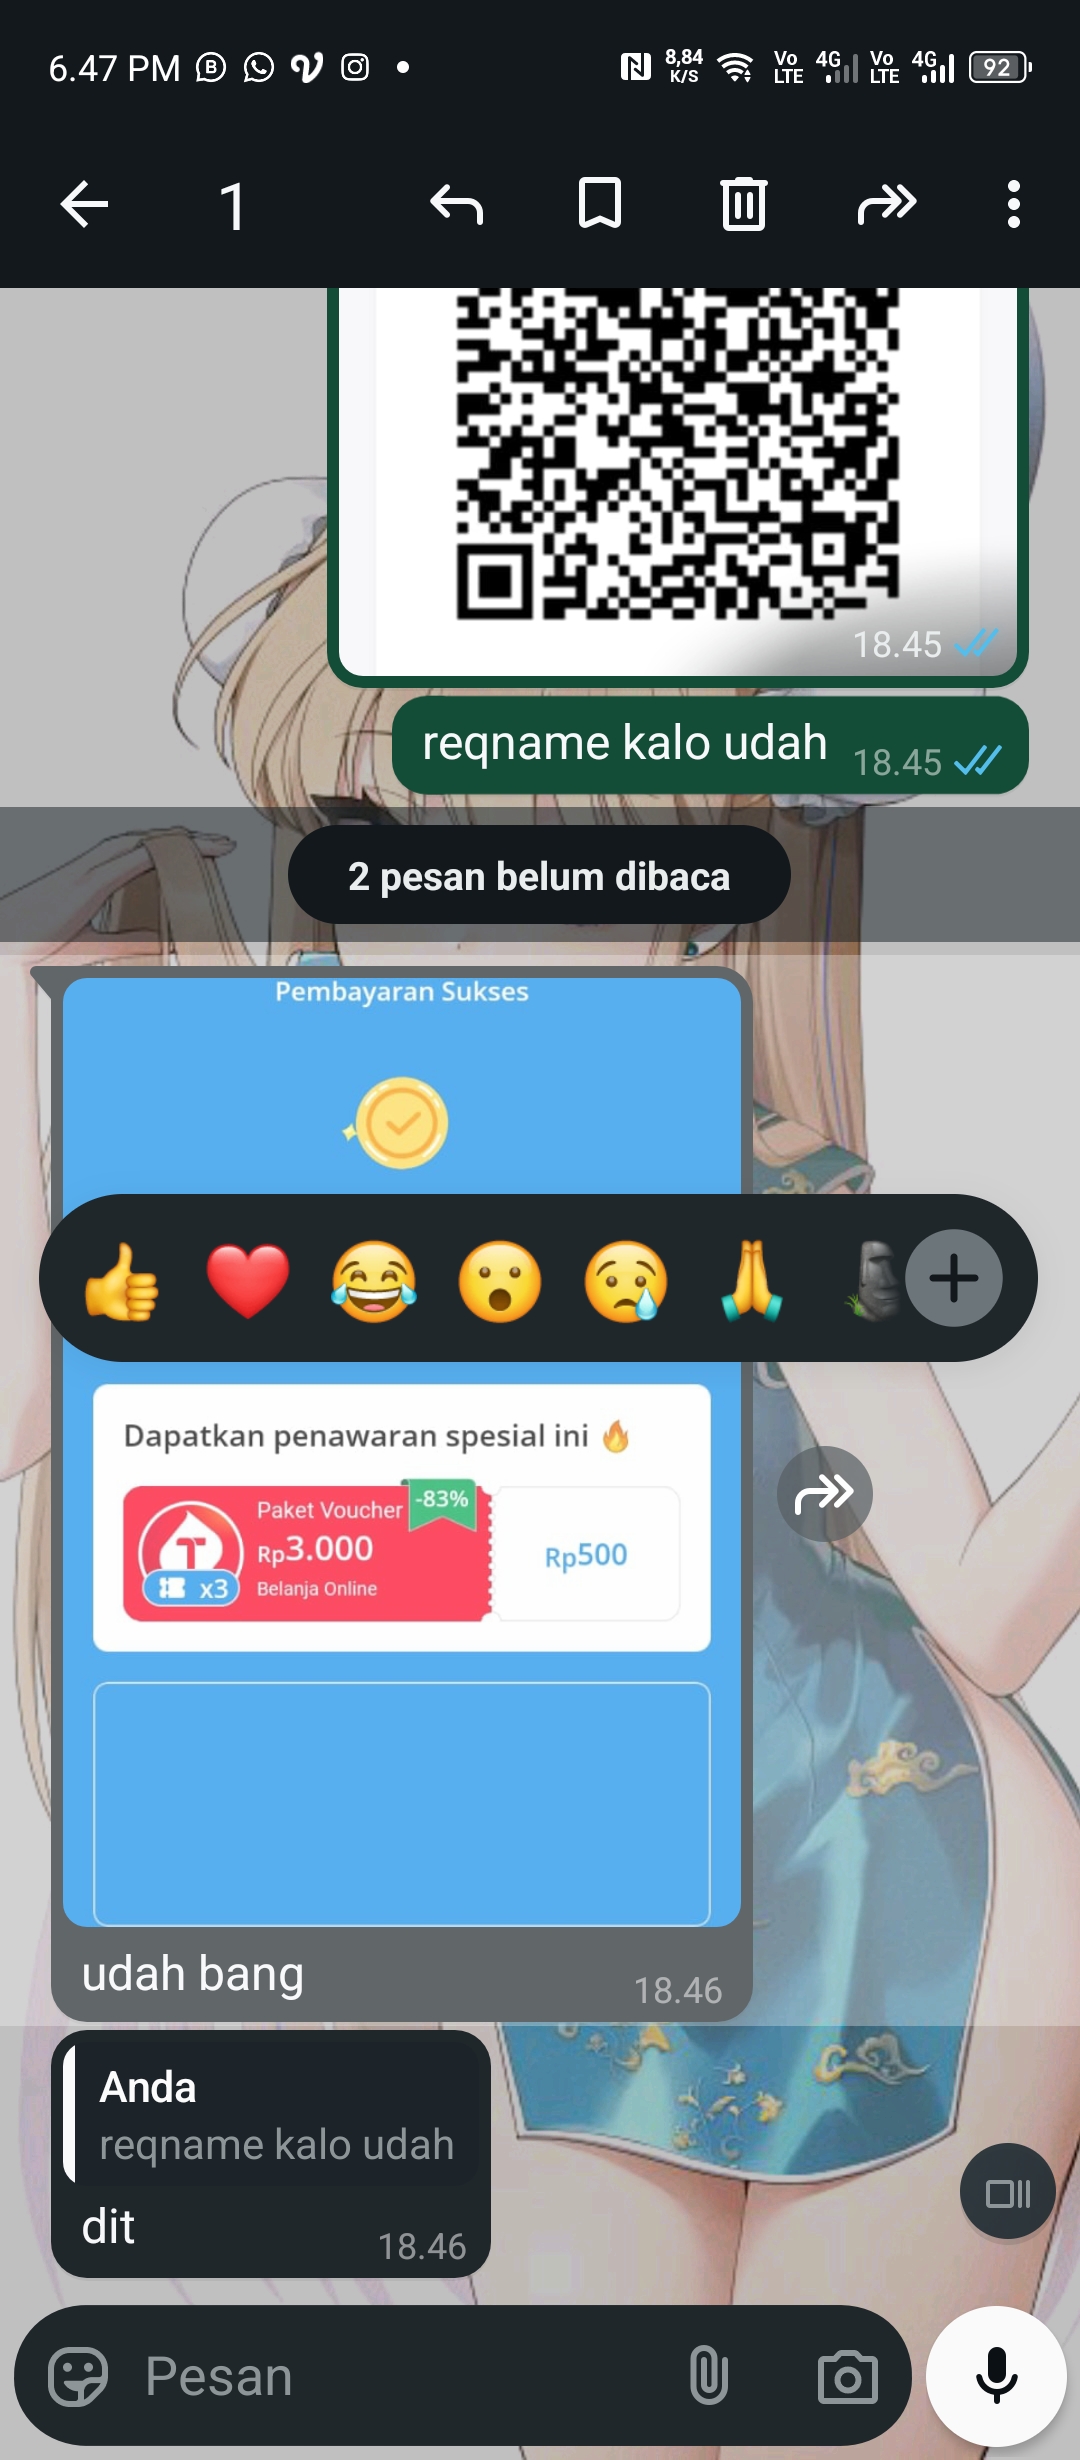 6.47 PM
8,84
K/S
Vo
LTE
4G
Vo
LTE
4G
92
1
18.45
reqname kalo udah
18.45
2 pesan belum dibaca
Pembayaran Sukses
Dapatkan penawaran spesial ini
Paket Voucher
-83%
Rp3.000
Rp500
x3
Belanja Online
udah bang
18.46
Anda
reqname kalo udah
dit
18.46
Pesan